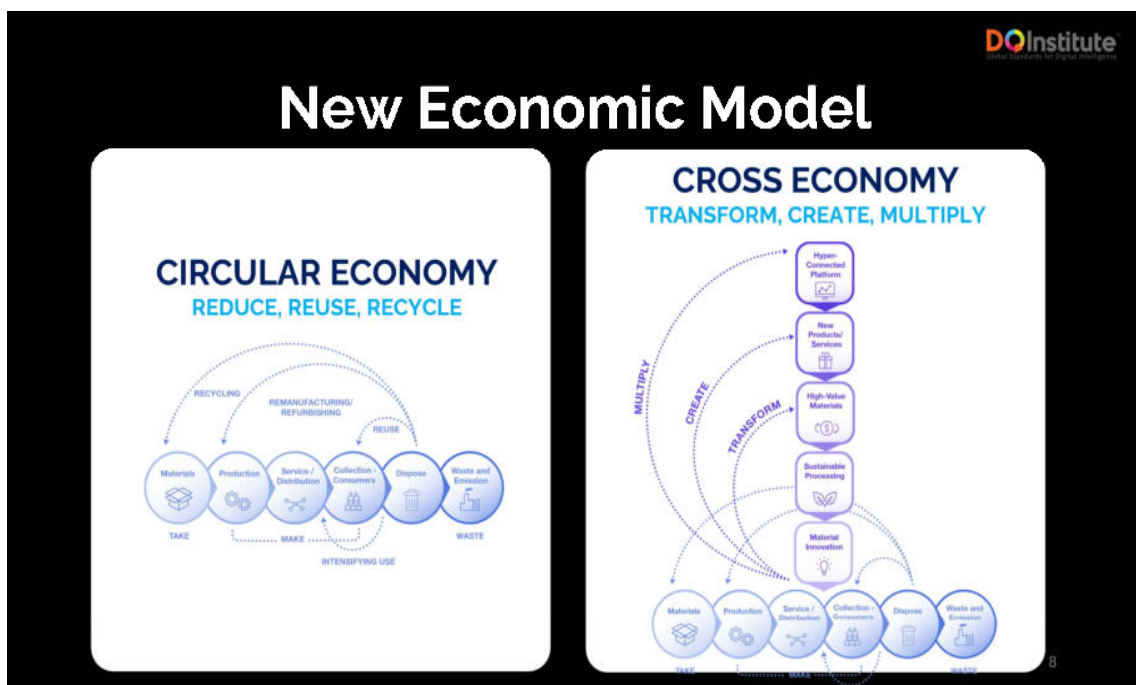 DQInstitute
Global Standards for Digital Intelligence
New Economic Model
CIRCULAR ECONOMY
REDUCE, REUSE, RECYCLE
RECYCLING
REMANUFACTURING/
REFURBISHING
REUSE
Materials
Production
Service /
Distribution
Collection -
Consumers
Dispose
Waste and
Emission
TAKE
MAKE
WASTE
INTENSIFYING USE
CROSS ECONOMY
TRANSFORM, CREATE, MULTIPLY
Hyper-
Connected
Platform
New
Products/
Services
High-Value
Materials
Sustainable
Processing
Material
Innovation
MULTIPLY
CREATE
TRANSFORM
Materials
Production
Service /
Distribution
Collection -
Consumers
Dispose
Waste and
Emission
TAKE
MAKE
WASTE
8